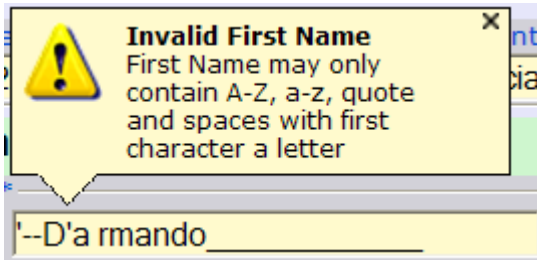 Invalid First Name
First Name may only
contain A-Z, a-z, quote
and spaces with first
character a letter
*
'--D'a rmando____________